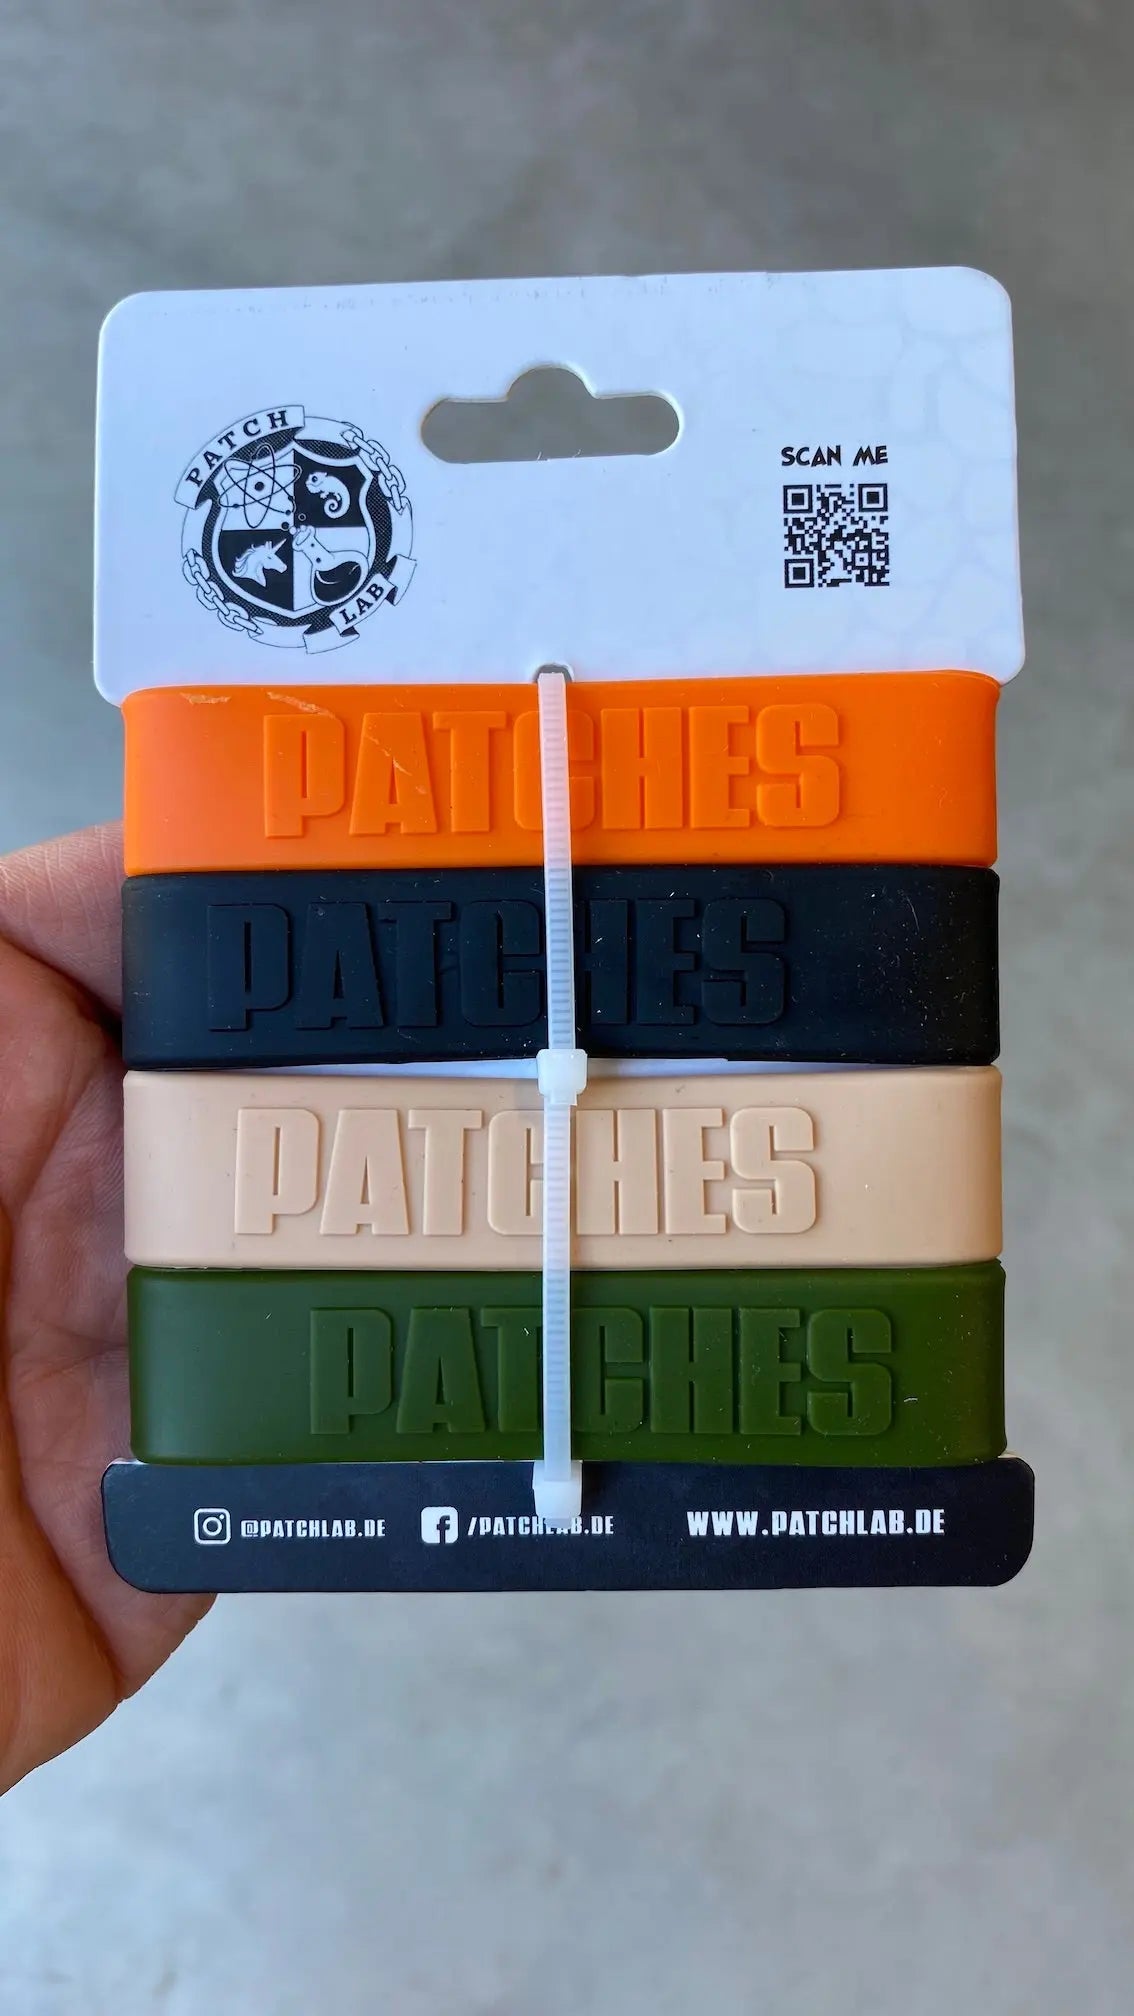 PATCH
LAB
SCAN ME
PATCHES
PATCHES
PATCHES
PATCHES
@PATCHLAB.DE /PATCHLAB.DE WWW.PATCHLAB.DE